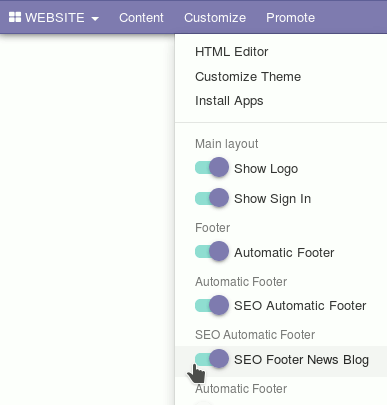 WEBSITE Content Customize Promote
HTML Editor
Customize Theme
Install Apps
Main layout
Show Logo
Show Sign In
Footer
Automatic Footer
Automatic Footer
SEO Automatic Footer
SEO Automatic Footer
SEO Footer News Blog
Automatic Footer